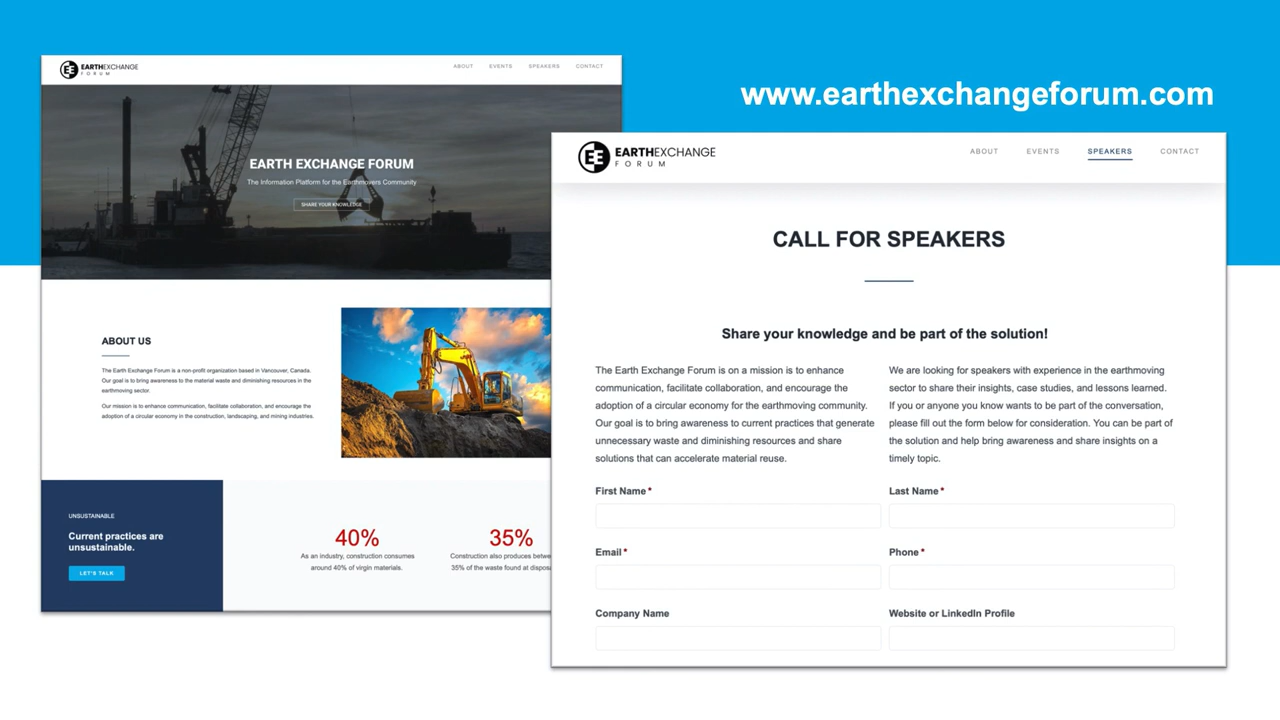 www.earthexchangeforum.com
EARTHEXCHANGE
FORUM
ABOUT EVENTS SPEAKERS CONTACT
EARTH EXCHANGE FORUM
The Information Platform for the Earthmovers Community
SHARE YOUR KNOWLEDGE
ABOUT US
The Earth Exchange Forum is a non-profit organization based in Vancouver, Canada.
Our goal is to bring awareness to the material waste and diminishing resources in the
earthmoving sector.
Our mission is to enhance communication, facilitate collaboration, and encourage the
adoption of a circular economy in the construction, landscaping, and mining industries.
UNSUSTAINABLE
Current practices are
unsustainable.
LET'S TALK
40%
As an industry, construction consumes
around 40% of virgin materials.
35%
Construction also produces
35% of the waste found at
EARTHEXCHANGE
FORUM
ABOUT EVENTS SPEAKERS CONTACT
CALL FOR SPEAKERS
Share your knowledge and be part of the solution!
The Earth Exchange Forum is on a mission is to enhance
communication, facilitate collaboration, and encourage the
adoption of a circular economy for the earthmoving community.
Our goal is to bring awareness to current practices that generate
unnecessary waste and diminishing resources and share
solutions that can accelerate material reuse.
We are looking for speakers with experience in the earthmoving
sector to share their insights, case studies, and lessons learned.
If you or anyone you know wants to be part of the conversation,
please fill out the form below for consideration. You can be part of
the solution and help bring awareness and share insights on a
timely topic.
First Name *
Last Name *
Email *
Phone *
Company Name
Website or LinkedIn Profile